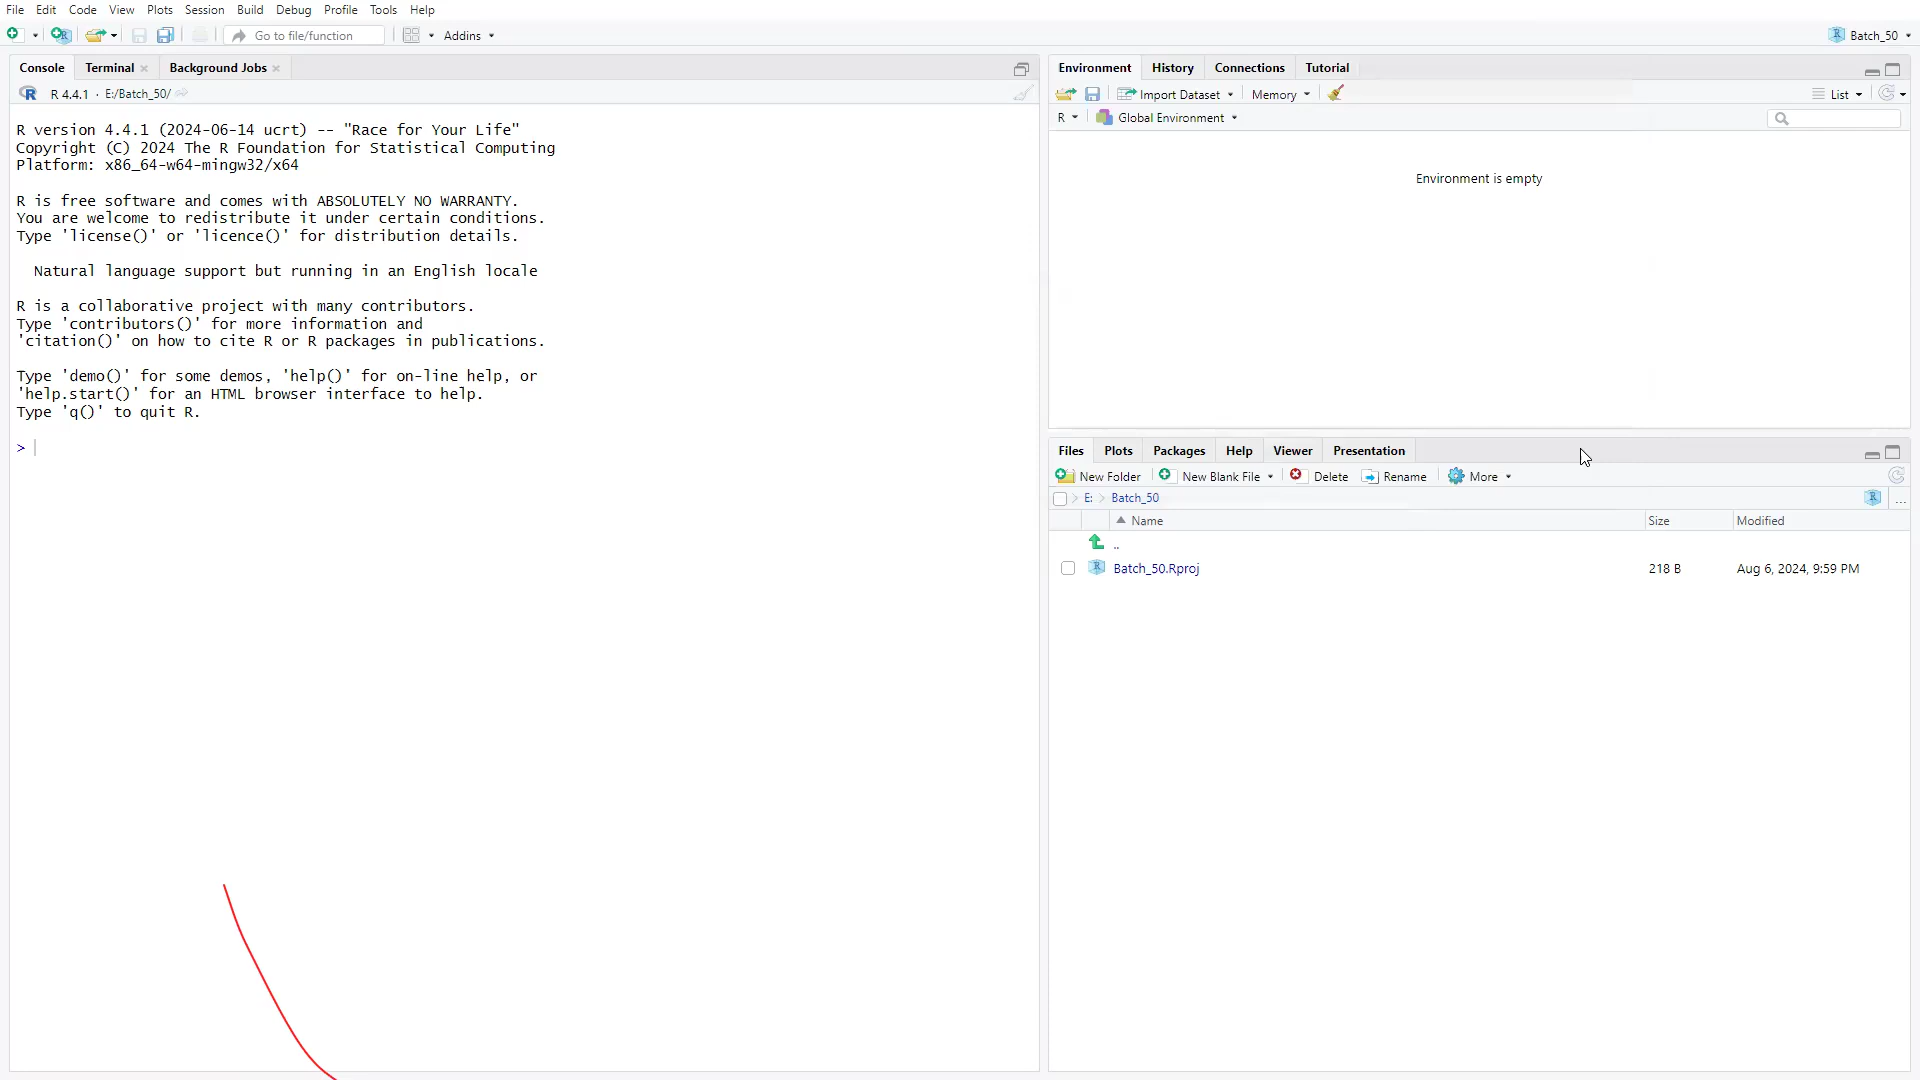 File Edit Code View Plots Session Build Debug Profile Tools Help
Go to file/function Addins Batch_50
Console Terminal Background Jobs
R 4.4.1 · E:/Batch_50/
R version 4.4.1 (2024-06-14 ucrt) -- "Race for Your Life"
Copyright (C) 2024 The R Foundation for Statistical Computing
Platform: x86_64-w64-mingw32/x64
R is free software and comes with ABSOLUTELY NO WARRANTY.
You are welcome to redistribute it under certain conditions.
Type 'license()' or 'licence()' for distribution details.
Natural language support but running in an English locale
R is a collaborative project with many contributors.
Type 'contributors()' for more information and
'citation()' on how to cite R or R packages in publications.
Type 'demo()' for some demos, 'help()' for on-line help, or
'help.start()' for an HTML browser interface to help.
Type 'q()' to quit R.
>
Environment History Connections Tutorial
Import Dataset Memory List
R Global Environment
Environment is empty
Files Plots Packages Help Viewer Presentation
New Folder New Blank File Delete Rename More
E: Batch_50 ...
Name Size Modified
..
Batch_50.Rproj 218 B Aug 6, 2024, 9:59 PM